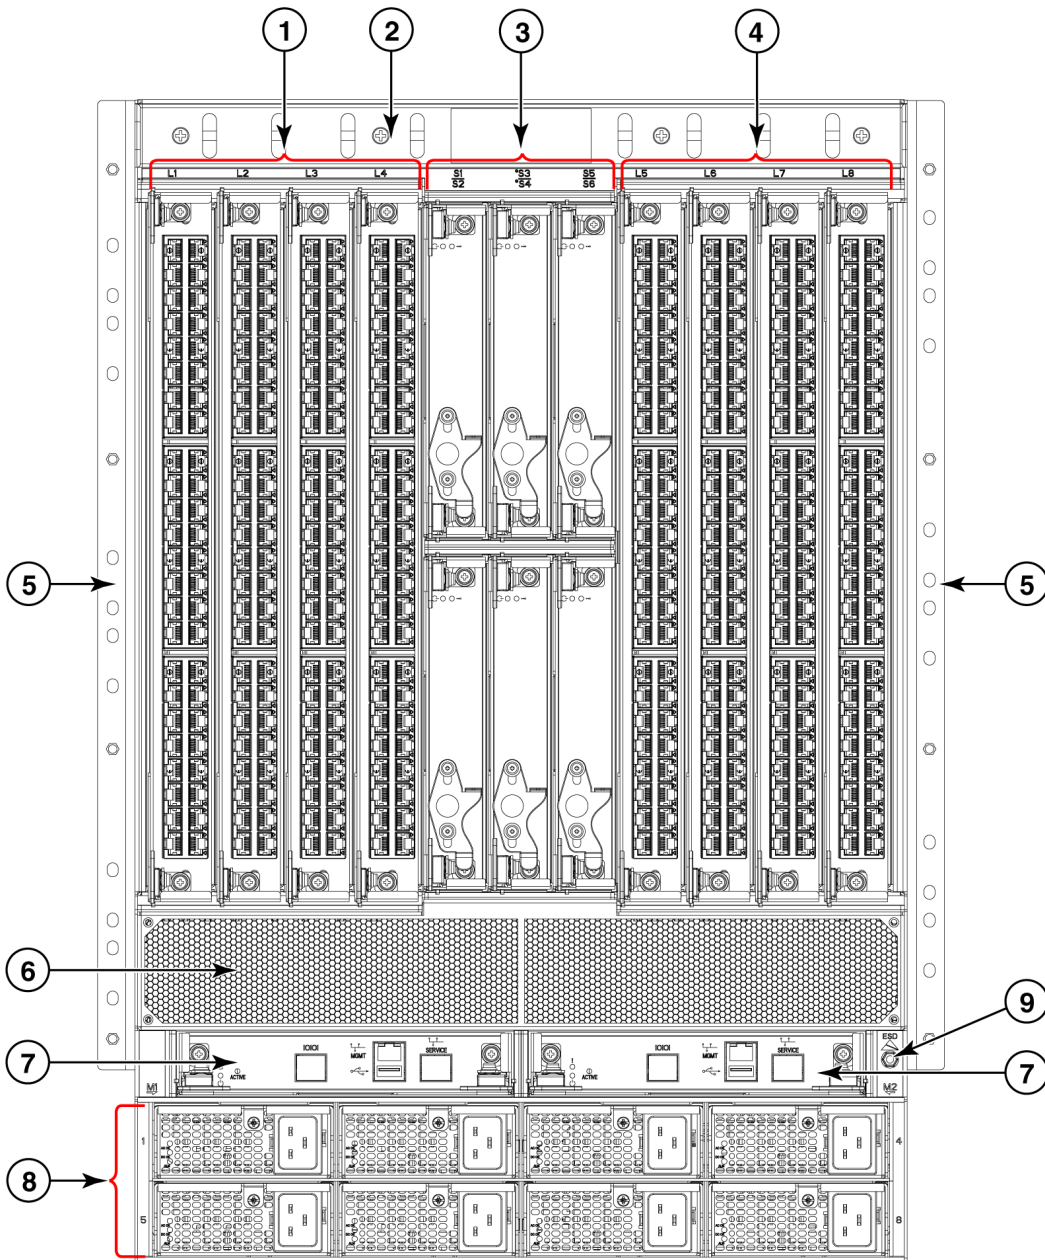 1 2 3 4
L1 L2 L3 L4 S1 S3 S5 L5 L6 L7 L8
S2 S4 S6
5 5
6
9
ESD
IOIOI MGMT SERVICE IOIOI MGMT SERVICE
7 7
ACTIVE ACTIVE
M1 M2
1 4
8
5 8